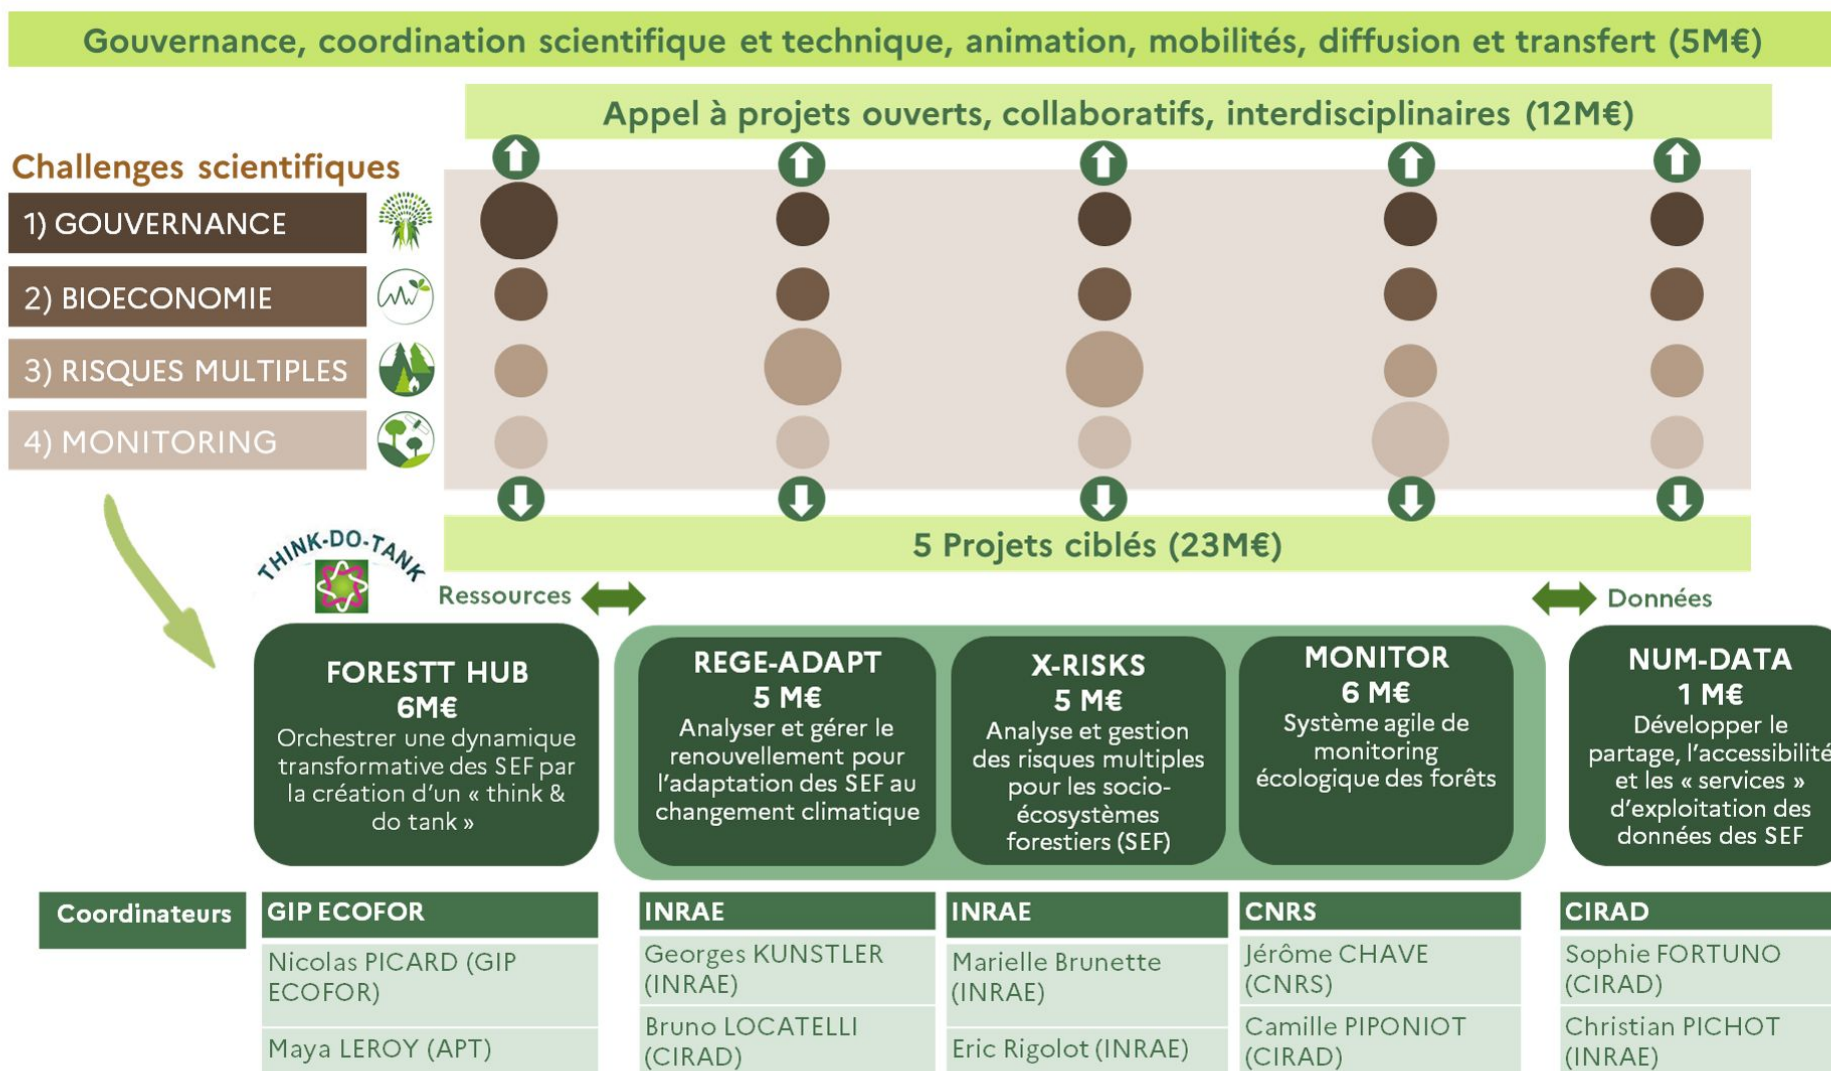 Gouvernance, coordination scientifique et technique, animation, mobilités, diffusion et transfert (5M€)
Appel à projets ouverts, collaboratifs, interdisciplinaires (12M€)
Challenges scientifiques
1) GOUVERNANCE
2) BIOECONOMIE
3) RISQUES MULTIPLES
4) MONITORING
5 Projets ciblés (23M€)
THINK-DO-TANK
Ressources
Données
FORESTT HUB
6M€
Orchestrer une dynamique
transformative des SEF par
la création d'un « think &
do tank »
REGE-ADAPT
5 M€
Analyser et gérer le
renouvellement pour
l'adaptation des SEF au
changement climatique
X-RISKS
5 M€
Analyse et gestion
des risques multiples
pour les socio-
écosystèmes
forestiers (SEF)
MONITOR
6 M€
Système agile de
monitoring
écologique des forêts
NUM-DATA
1 M€
Développer le
partage, l'accessibilité
et les « services »
d'exploitation des
données des SEF
Coordinateurs
GIP ECOFOR
Nicolas PICARD (GIP
ECOFOR)
Maya LEROY (APT)
INRAE
Georges KUNSTLER
(INRAE)
Bruno LOCATELLI
(CIRAD)
INRAE
Marielle Brunette
(INRAE)
Eric Rigolot (INRAE)
CNRS
Jérôme CHAVE
(CNRS)
Camille PIPONIOT
(CIRAD)
CIRAD
Sophie FORTUNO
(CIRAD)
Christian PICHOT
(INRAE)